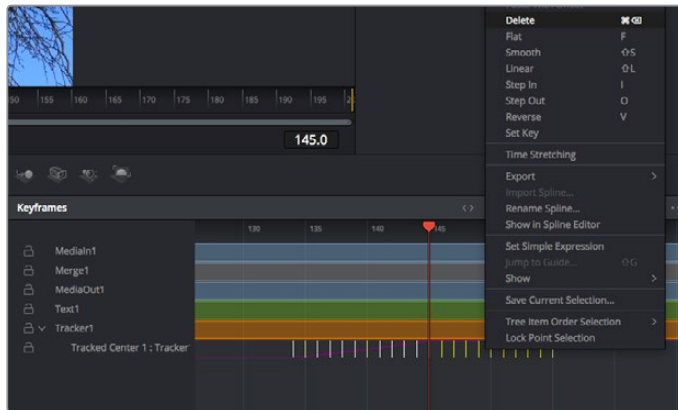 Delete ⌘⌫
Flat F
Smooth ⇧S
Linear ⇧L
Step In I
Step Out O
Reverse V
Set Key
Time Stretching
Export >
Import Spline...
Rename Spline...
Show in Spline Editor
Set Simple Expression
Jump to Guide... ⇧G
Show >
Save Current Selection...
Tree Item Order Selection >
Lock Point Selection
50 155 160 165 170 175 180 185 190 195
145.0
Keyframes
130 135 140 145
MediaIn1
Merge1
MediaOut1
Text1
Tracker1
Tracked Center 1 : Tracker